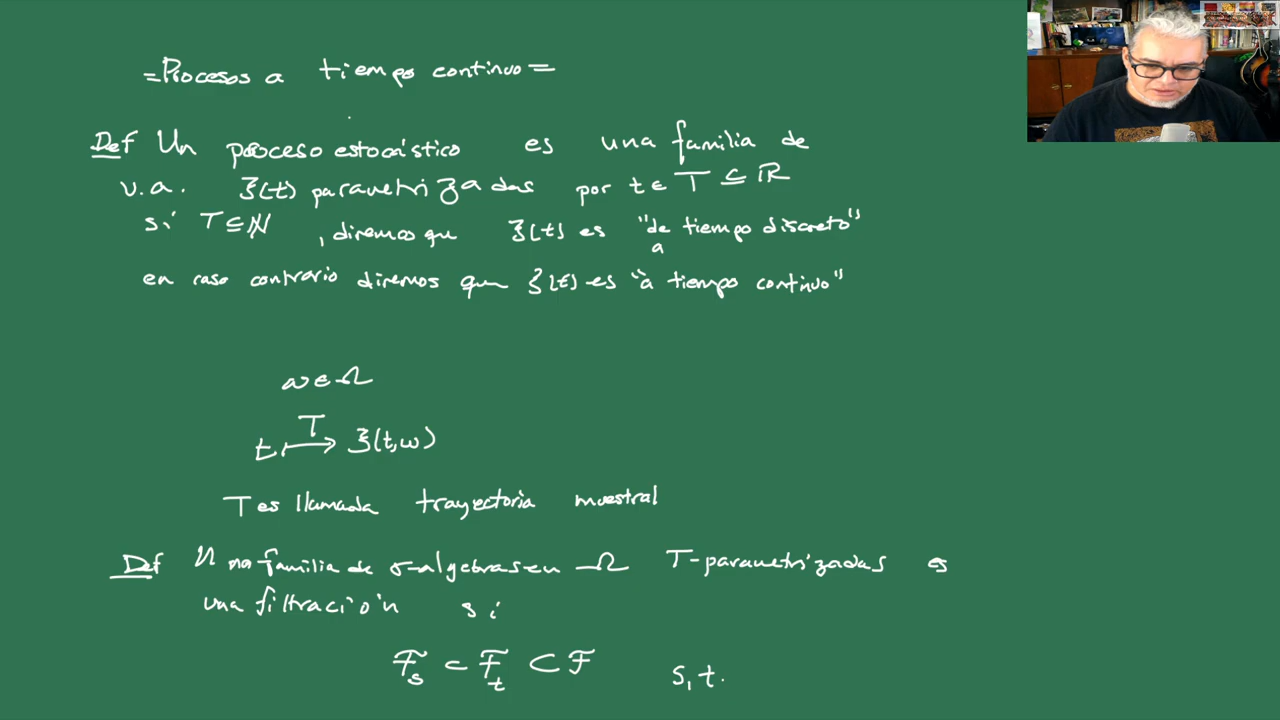 =Procesos a tiempo continuo=
Def Un proceso estocástico es una familia de
v.a. ξ(t) parametrizadas por t ∈ T ⊆ ℝ
si T ⊆ ℕ , diremos que ξ(t) es "de tiempo discreto"
a
en caso contrario diremos que ξ(t) es "a tiempo continuo"
ω ∈ Ω
T
t ↦ ξ(t,ω)
T es llamada trayectoria muestral
Def Una familia de σ-algebras en Ω T-parametrizadas es
una filtración si
ℱ_s ⊂ ℱ_t ⊂ ℱ s, t.